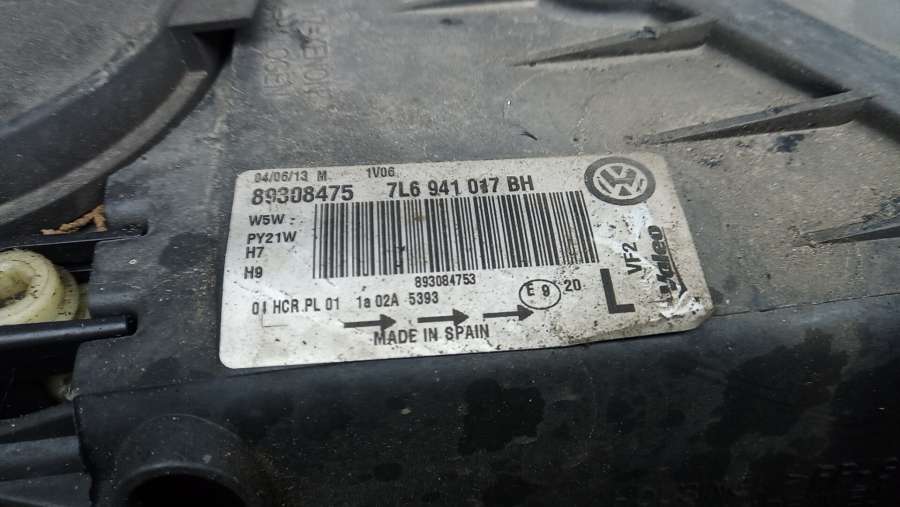 04/06/13 M 1V06
89308475 7L6 941 017 BH
W5W
PY21W
H7
H9
893084753
01 HCR.PL 01 1a 02A 5393
E 9 20
MADE IN SPAIN
L
VF2
Valeo